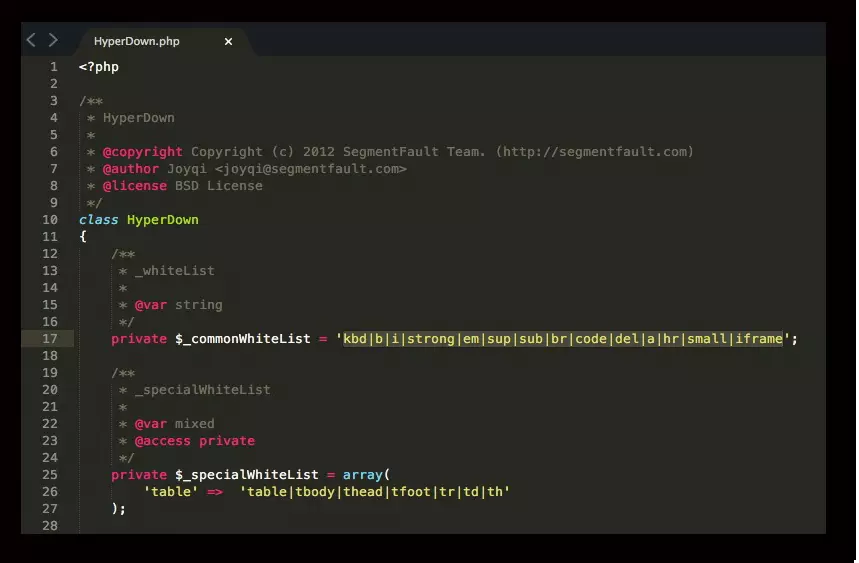 HyperDown.php
1 <?php
2
3 /**
4 * HyperDown
5 *
6 * @copyright Copyright (c) 2012 SegmentFault Team. (http://segmentfault.com)
7 * @author Joyqi <joyqi@segmentfault.com>
8 * @license BSD License
9 */
10 class HyperDown
11 {
12 /**
13 * _whiteList
14 *
15 * @var string
16 */
17 private $_commonWhiteList = 'kbd|b|i|strong|em|sup|sub|br|code|del|a|hr|small|iframe';
18
19 /**
20 * _specialWhiteList
21 *
22 * @var mixed
23 * @access private
24 */
25 private $_specialWhiteList = array(
26 'table' => 'table|tbody|thead|tfoot|tr|td|th'
27 );
28